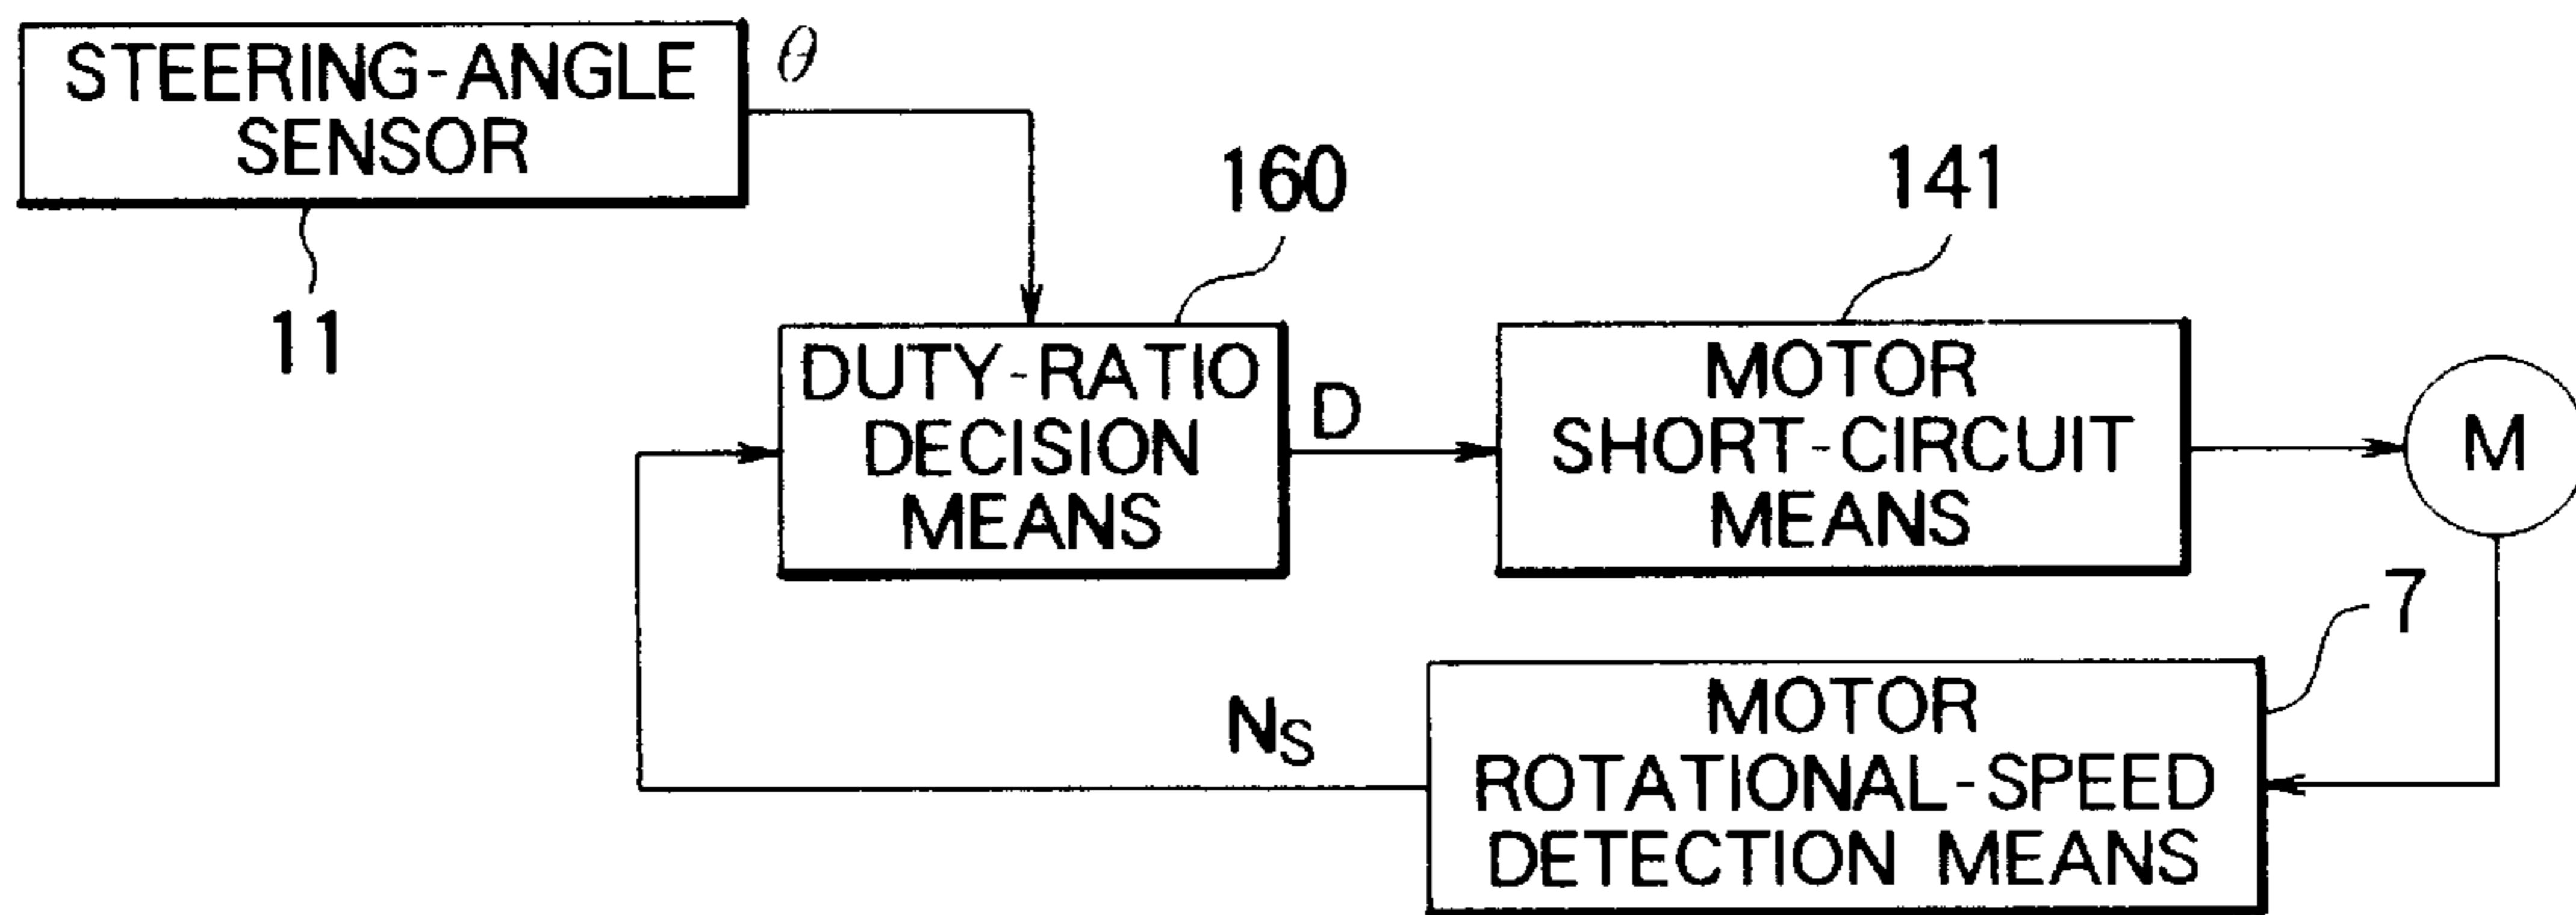 STEERING-ANGLE
SENSOR
θ
11
160
141
DUTY-RATIO
DECISION
MEANS
D
MOTOR
SHORT-CIRCUIT
MEANS
M
7
NS
MOTOR
ROTATIONAL-SPEED
DETECTION MEANS